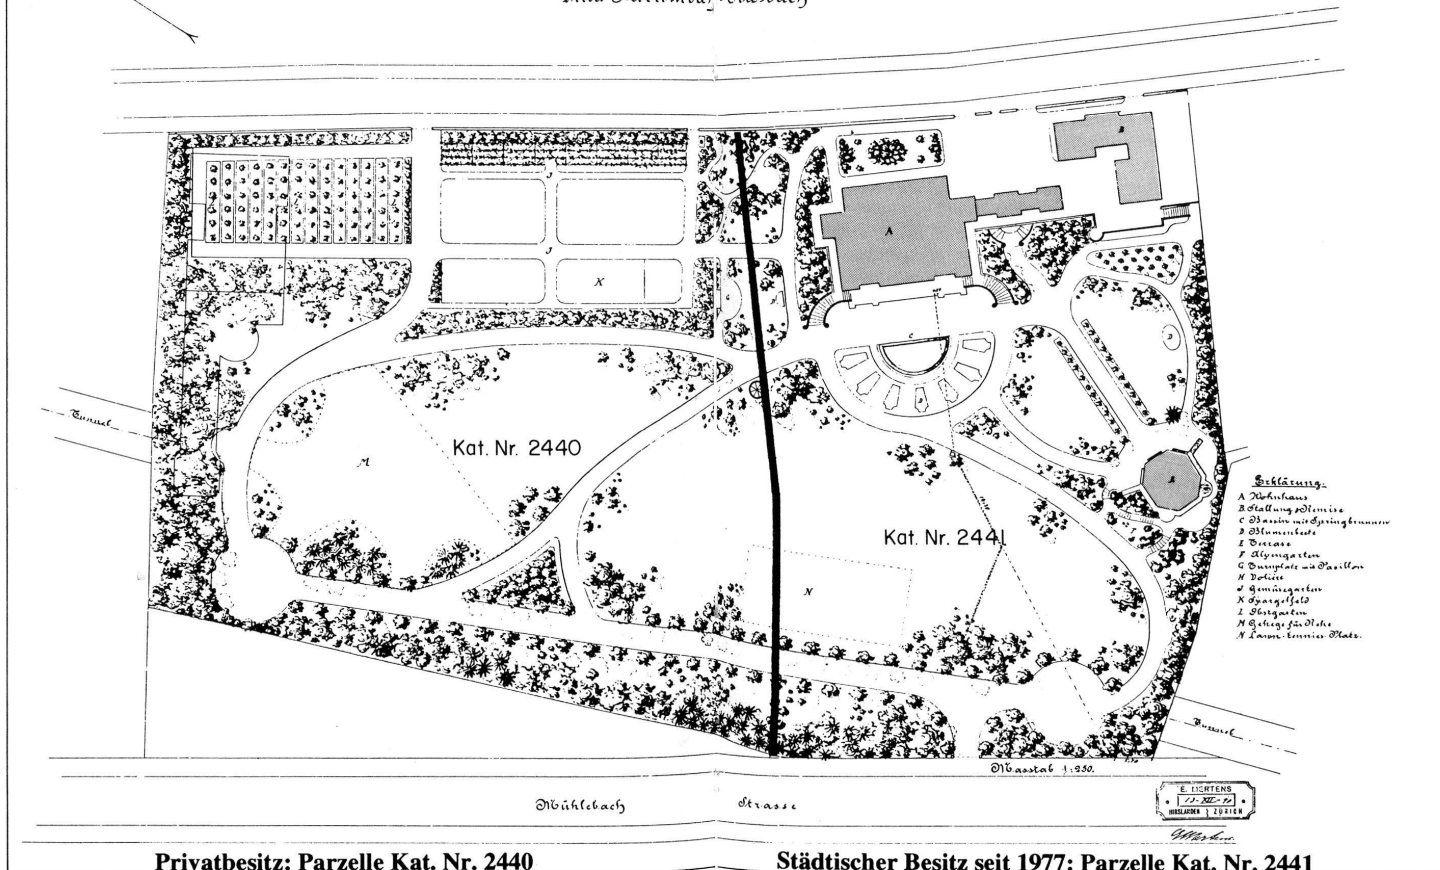 A
B
J
J
K
C
D
M
Kat. Nr. 2440
Kat. Nr. 2441
N
Tunnel
Tunnel
Erklärung.
A Wohnhaus
B Stallung & Remise
C Bassin mit Springbrunnen
D Blumenbeete
E Terrasse
F Alpengarten
G Turnplatz mit Pavillon
H Volière
J Gemüsegarten
K Spargelfeld
L Obstgarten
M Gehege für Rehe
N Lawn-tennis-Platz.
Masstab 1:250.
Mühlebach Strasse
E. MERTENS
HIRSLANDEN ZÜRICH
Privatbesitz: Parzelle Kat. Nr. 2440
Städtischer Besitz seit 1977: Parzelle Kat. Nr. 2441